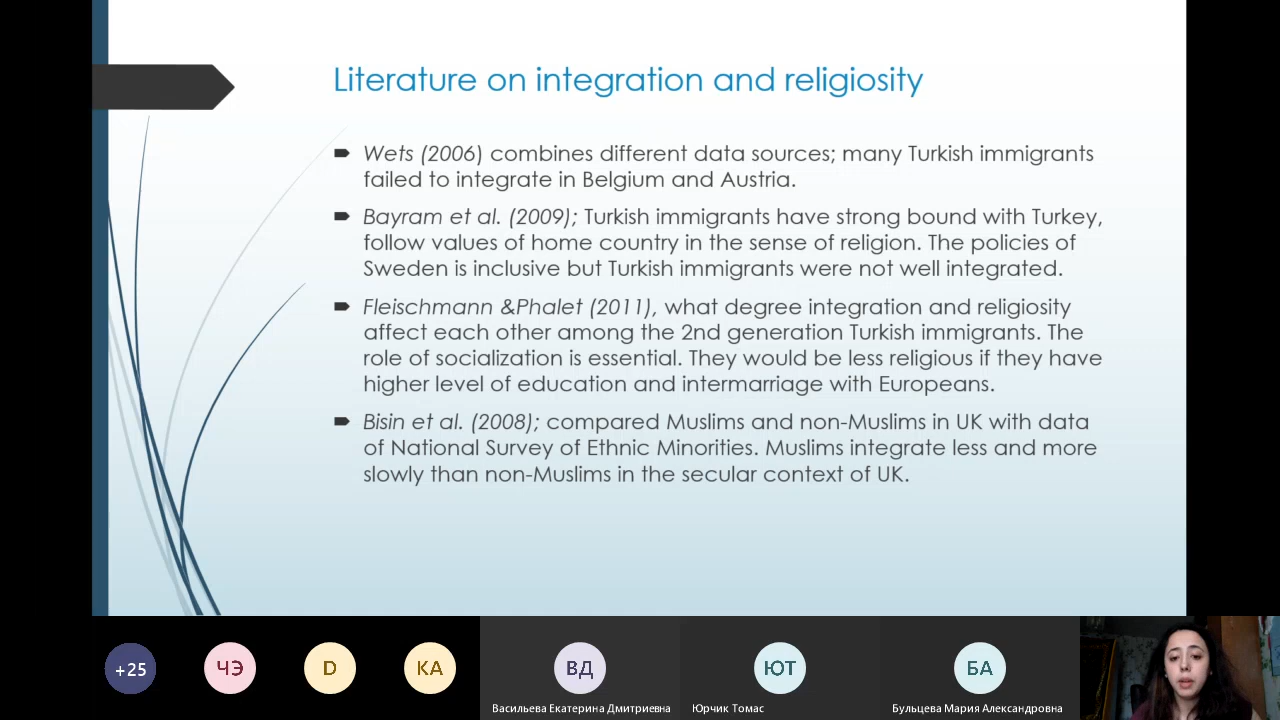 Literature on integration and religiosity
Wets (2006) combines different data sources; many Turkish immigrants
failed to integrate in Belgium and Austria.
Bayram et al. (2009); Turkish immigrants have strong bound with Turkey,
follow values of home country in the sense of religion. The policies of
Sweden is inclusive but Turkish immigrants were not well integrated.
Fleischmann &Phalet (2011), what degree integration and religiosity
affect each other among the 2nd generation Turkish immigrants. The
role of socialization is essential. They would be less religious if they have
higher level of education and intermarriage with Europeans.
Bisin et al. (2008); compared Muslims and non-Muslims in UK with data
of National Survey of Ethnic Minorities. Muslims integrate less and more
slowly than non-Muslims in the secular context of UK.
+25
ЧЭ
D
КА
ВД
ЮТ
БА
Васильева Екатерина Дмитриевна
Юрчик Томас
Бульцева Мария Александровна